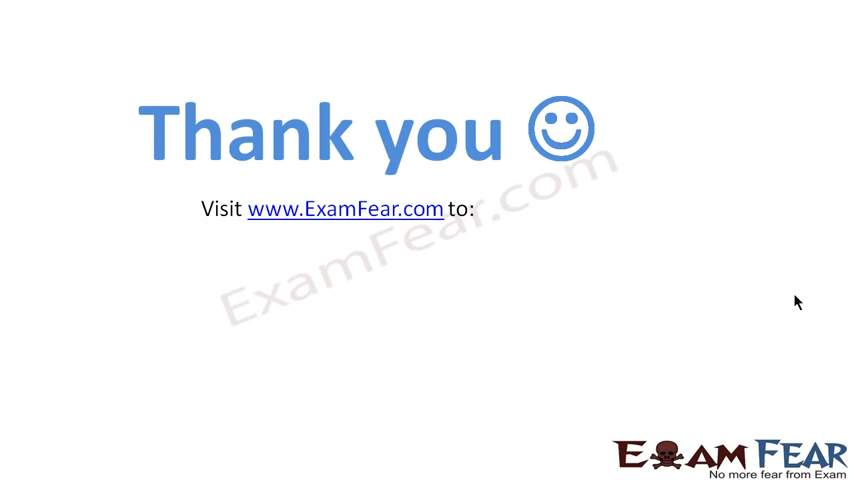 Thank you
Visit www.ExamFear.com to:
ExamFear.com
EXAM FEAR
No more fear from Exam